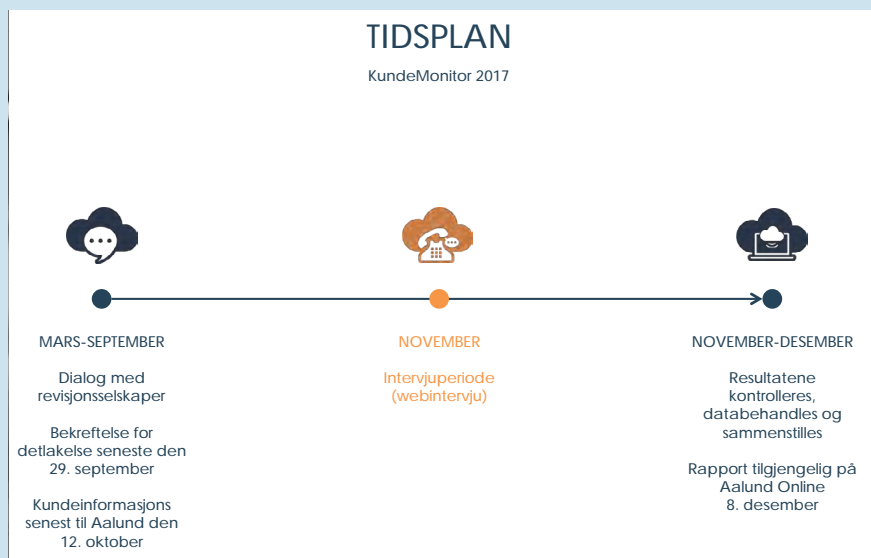 TIDSPLAN
KundeMonitor 2017
MARS-SEPTEMBER
Dialog med
revisjonsselskaper
Bekreftelse for
detlakelse seneste den
29. september
Kundeinformasjons
senest til Aalund den
12. oktober
NOVEMBER
Intervjuperiode
(webintervju)
NOVEMBER-DESEMBER
Resultatene
kontrolleres,
databehandles og
sammenstilles
Rapport tilgjengelig på
Aalund Online
8. desember